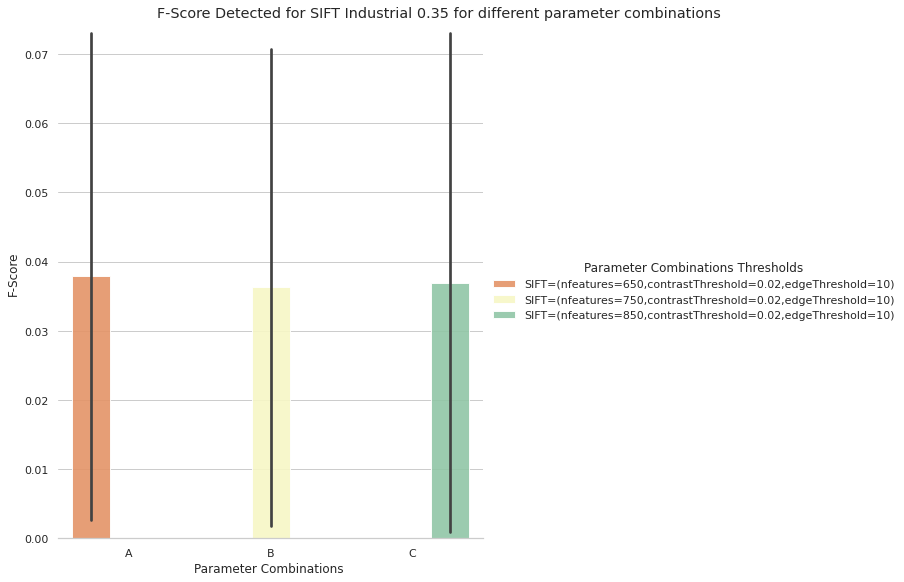 F-Score Detected for SIFT Industrial 0.35 for different parameter combinations
0.07
0.06
0.05
0.04
0.03
0.02
0.01
0.00
F-Score
A
B
C
Parameter Combinations
Parameter Combinations Thresholds
SIFT=(nfeatures=650,contrastThreshold=0.02,edgeThreshold=10)
SIFT=(nfeatures=750,contrastThreshold=0.02,edgeThreshold=10)
SIFT=(nfeatures=850,contrastThreshold=0.02,edgeThreshold=10)